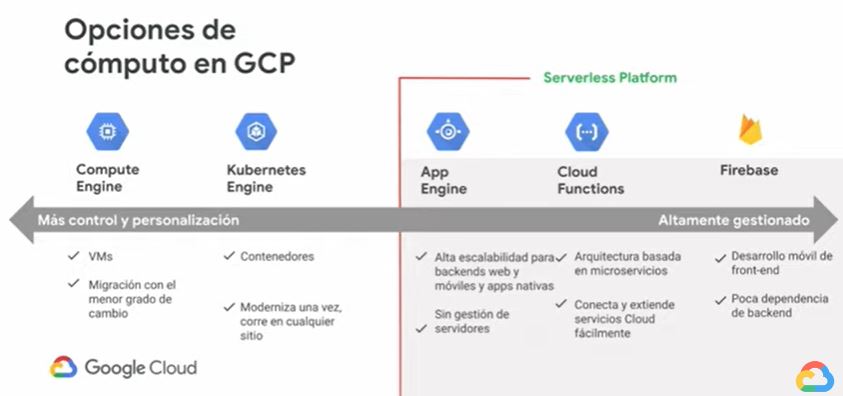 Opciones de
cómputo en GCP
Serverless Platform
Compute
Engine
Kubernetes
Engine
App
Engine
Cloud
Functions
Firebase
Más control y personalización
Altamente gestionado
VMs
Migración con el
menor grado de
cambio
Contenedores
Moderniza una vez,
corre en cualquier
sitio
Alta escalabilidad para
backends web y
móviles y apps nativas
Sin gestión de
servidores
Arquitectura basada
en microservicios
Conecta y extiende
servicios Cloud
fácilmente
Desarrollo móvil de
front-end
Poca dependencia
de backend
Google Cloud